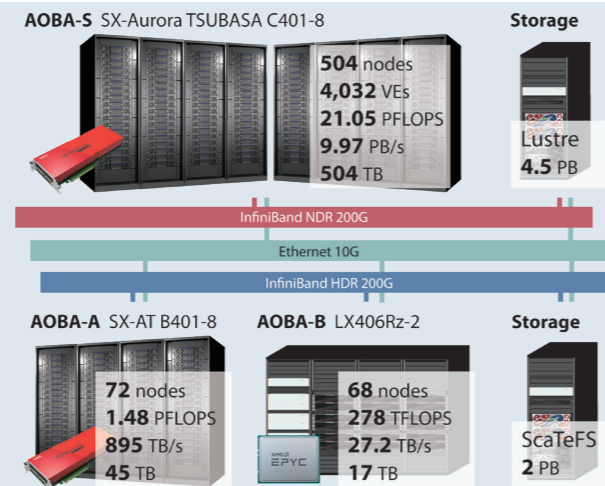 AOBA-S SX-Aurora TSUBASA C401-8
Storage
504 nodes
4,032 VEs
21.05 PFLOPS
9.97 PB/s
504 TB
Lustre
4.5 PB
InfiniBand NDR 200G
Ethernet 10G
InfiniBand HDR 200G
AOBA-A SX-AT B401-8
AOBA-B LX406Rz-2
Storage
72 nodes
1.48 PFLOPS
895 TB/s
45 TB
AMD
EPYC
68 nodes
278 TFLOPS
27.2 TB/s
17 TB
ScaTeFS
2 PB